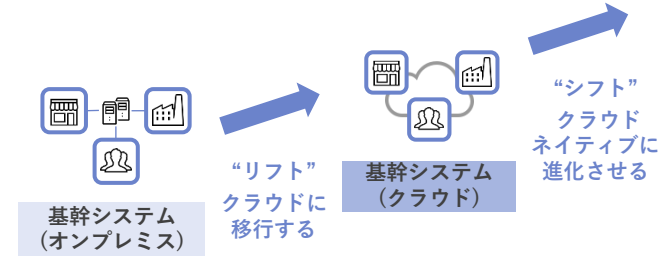 基幹システム
(オンプレミス)
“リフト”
クラウドに
移行する
基幹システム
(クラウド)
“シフト”
クラウド
ネイティブに
進化させる